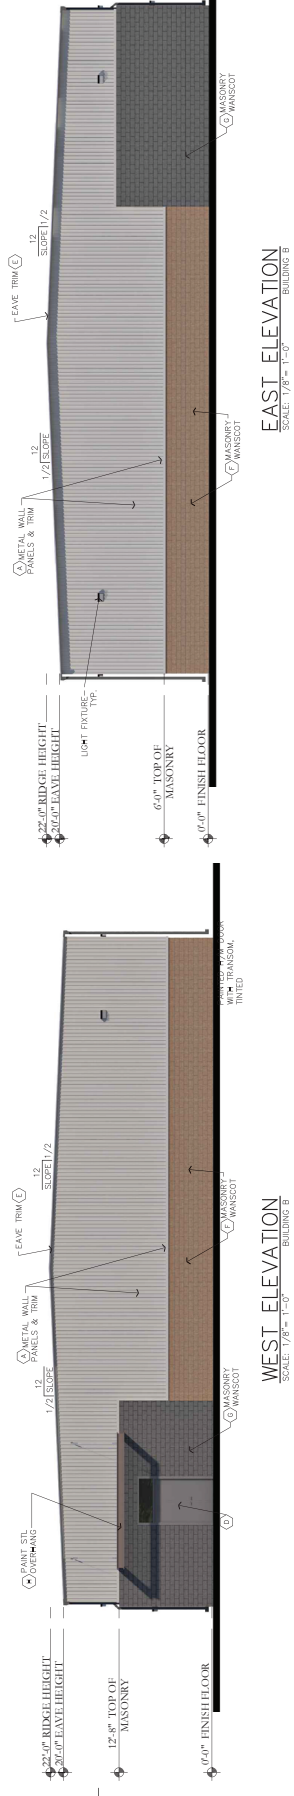 22'-0" RIDGE HEIGHT
20'-0" EAVE HEIGHT
12'-8" TOP OF
MASONRY
0'-0" FINISH FLOOR
H PAINT STL
OVERHANG
12
1/2 SLOPE
A METAL WALL
PANELS & TRIM
EAVE TRIM E
12
SLOPE 1/2
D
G MASONRY
WANSCOT
F MASONRY
WANSCOT
PAINTED H/M DOOR
WITH TRANSOM,
TINTED
WEST ELEVATION
SCALE: 1/8"= 1'-0"
BUILDING B
22'-0" RIDGE HEIGHT
20'-0" EAVE HEIGHT
6'-0" TOP OF
MASONRY
0'-0" FINISH FLOOR
LIGHT FIXTURE
TYP.
A METAL WALL
PANELS & TRIM
12
1/2 SLOPE
EAVE TRIM E
12
SLOPE 1/2
F MASONRY
WANSCOT
G MASONRY
WANSCOT
EAST ELEVATION
SCALE: 1/8"= 1'-0"
BUILDING B